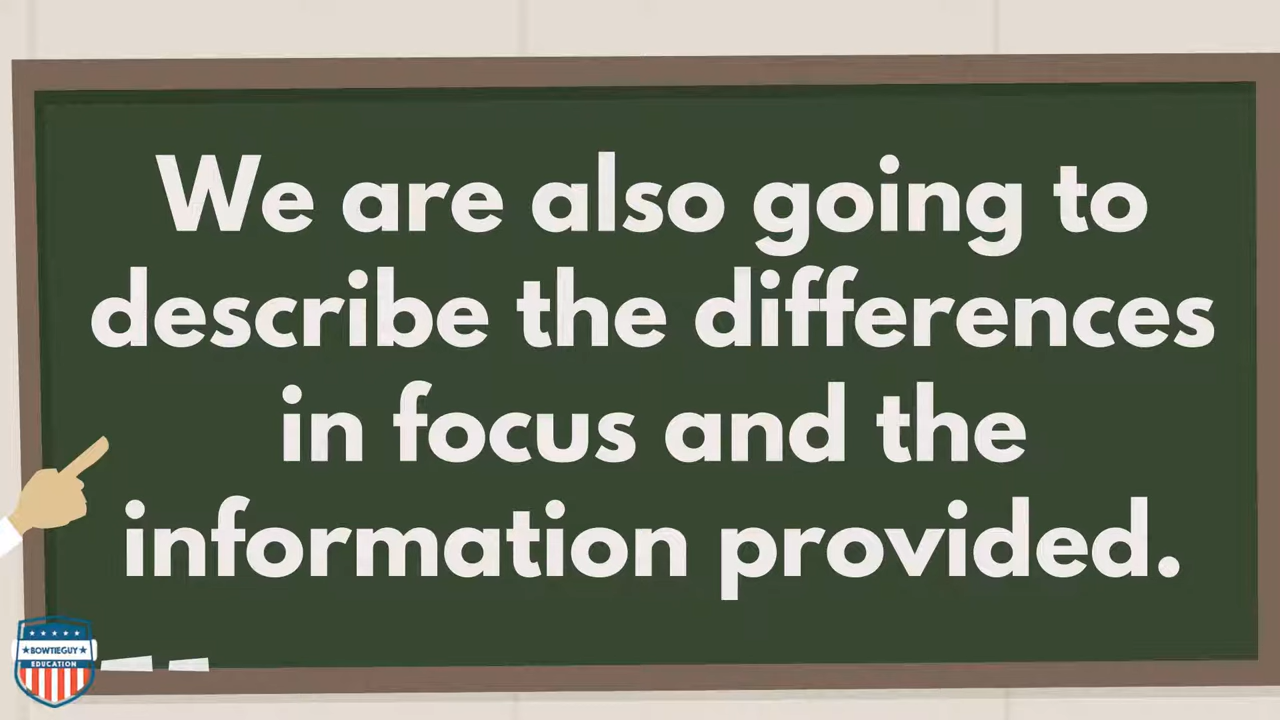 We are also going to
describe the differences
in focus and the
information provided.
BOWTIEGUY
EDUCATION